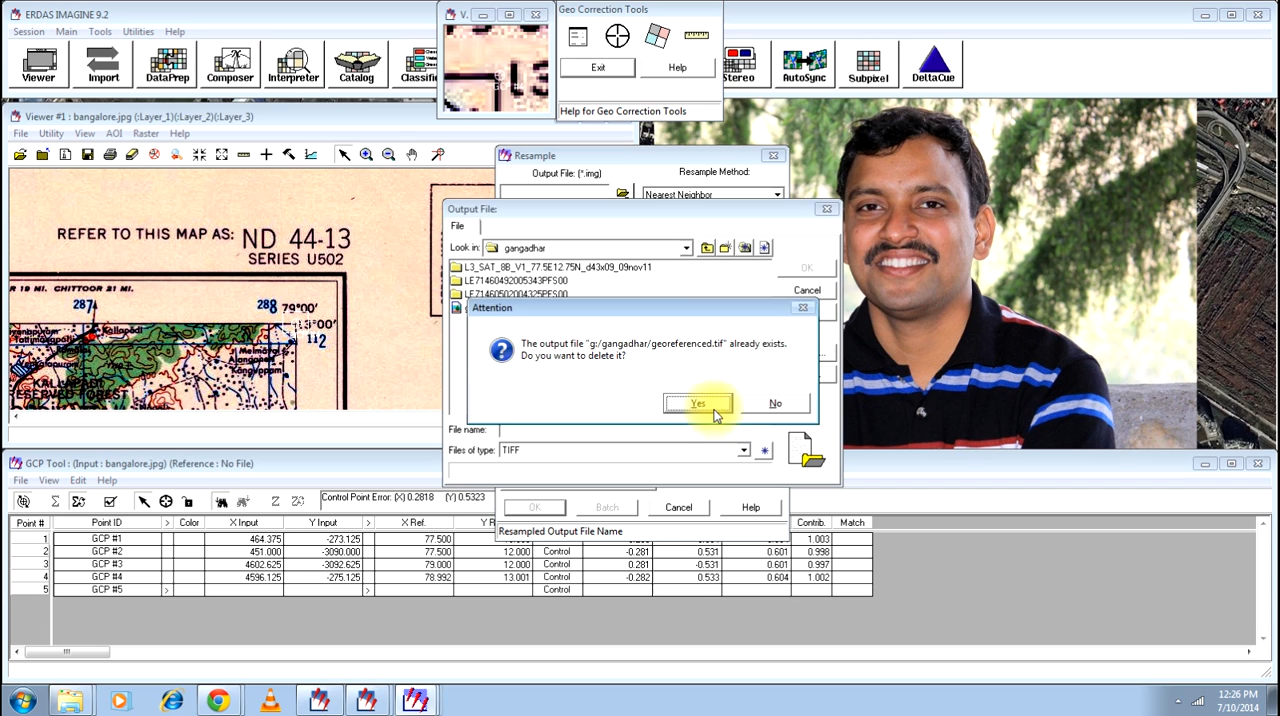 ERDAS IMAGINE 9.2
Session Main Tools Utilities Help
Viewer Import DataPrep Composer Interpreter Catalog Classifi Stereo AutoSync Subpixel DeltaCue
V.
Geo Correction Tools
Exit Help
Help for Geo Correction Tools
Viewer #1 : bangalore.jpg (:Layer_1)(:Layer_2)(:Layer_3)
File Utility View AOI Raster Help
REFER TO THIS MAP AS: ND 44-13
SERIES U502
R 19 MI. CHITTOOR 21 MI.
287 288 79°00'
Kallapadi
00'
112
KALLAPADI
RESERVED FOREST
Resample
Output File: (*.img) Resample Method:
Nearest Neighbor
Output File:
File
Look in: gangadhar
L3_SAT_8B_V1_77.5E12.75N_d43x09_09nov11
LE71460492005343PFS00
LE71460502004325PFS00
OK
Cancel
Attention
The output file "g:/gangadhar/georeferenced.tif" already exists.
Do you want to delete it?
Yes No
File name:
Files of type: TIFF
OK Batch Cancel Help
Resampled Output File Name
GCP Tool : (Input : bangalore.jpg) (Reference : No File)
File View Edit Help
Control Point Error: (X) 0.2818 (Y) 0.5323
Point # Point ID > Color X Input Y Input > X Ref. Y R Contrib. Match
1 GCP #1 464.375 -273.125 77.500 1.003
2 GCP #2 451.000 -3090.000 77.500 12.000 Control -0.281 0.531 0.601 0.998
3 GCP #3 4602.625 -3092.625 79.000 12.000 Control 0.281 -0.531 0.601 0.997
4 GCP #4 4596.125 -275.125 78.992 13.001 Control -0.282 0.533 0.604 1.002
5 GCP #5 > > Control
12:26 PM
7/10/2014